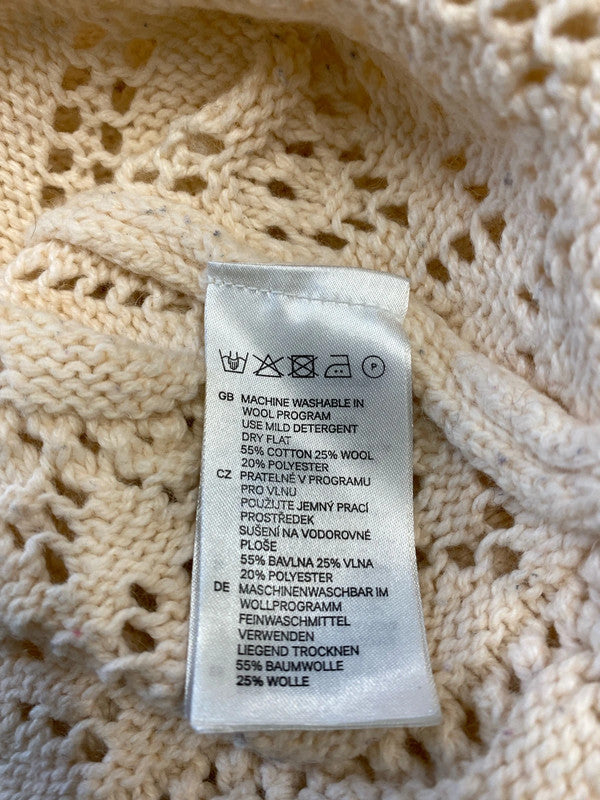 P
GB MACHINE WASHABLE IN
WOOL PROGRAM
USE MILD DETERGENT
DRY FLAT
55% COTTON 25% WOOL
20% POLYESTER
CZ PRATELNÉ V PROGRAMU
PRO VLNU
POUŽIJTE JEMNÝ PRACÍ
PROSTŘEDEK
SUŠENÍ NA VODOROVNÉ
PLOŠE
55% BAVLNA 25% VLNA
20% POLYESTER
DE MASCHINENWASCHBAR IM
WOLLPROGRAMM
FEINWASCHMITTEL
VERWENDEN
LIEGEND TROCKNEN
55% BAUMWOLLE
25% WOLLE